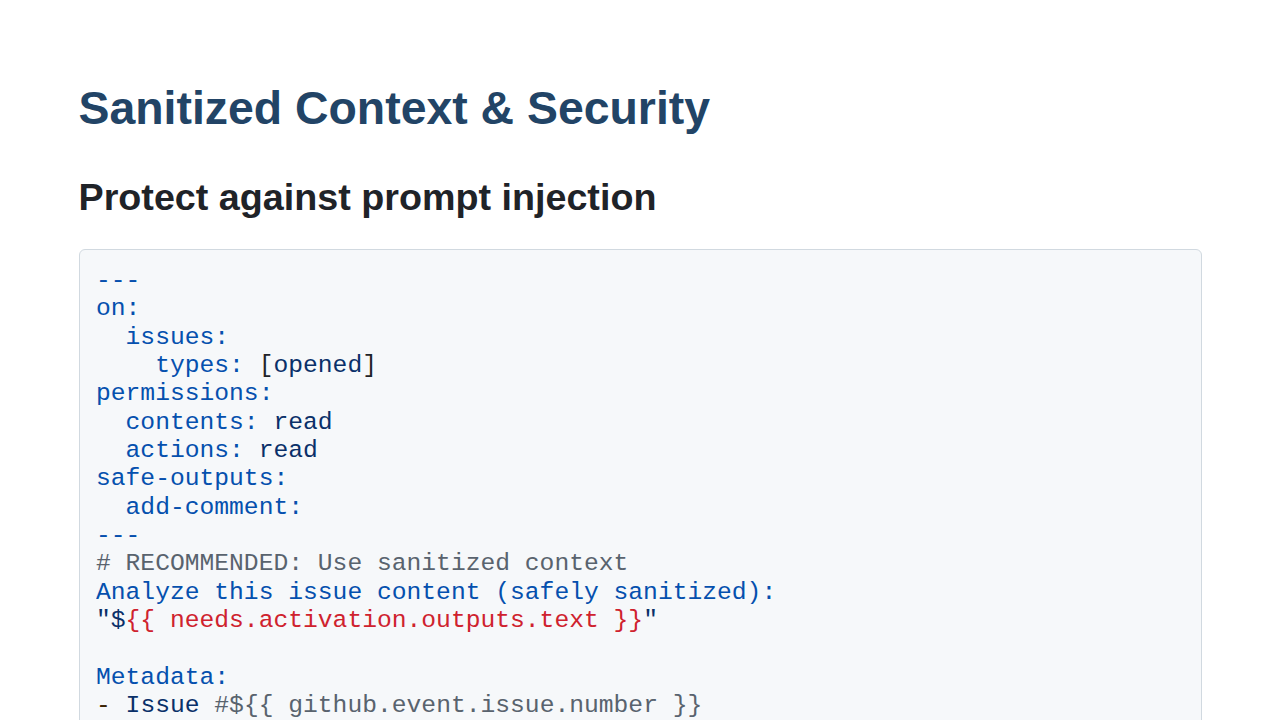 Sanitized Context & Security
Protect against prompt injection
---
on:
  issues:
    types: [opened]
permissions:
  contents: read
  actions: read
safe-outputs:
  add-comment:
---
# RECOMMENDED: Use sanitized context
Analyze this issue content (safely sanitized):
"${{ needs.activation.outputs.text }}"

Metadata:
- Issue #${{ github.event.issue.number }}